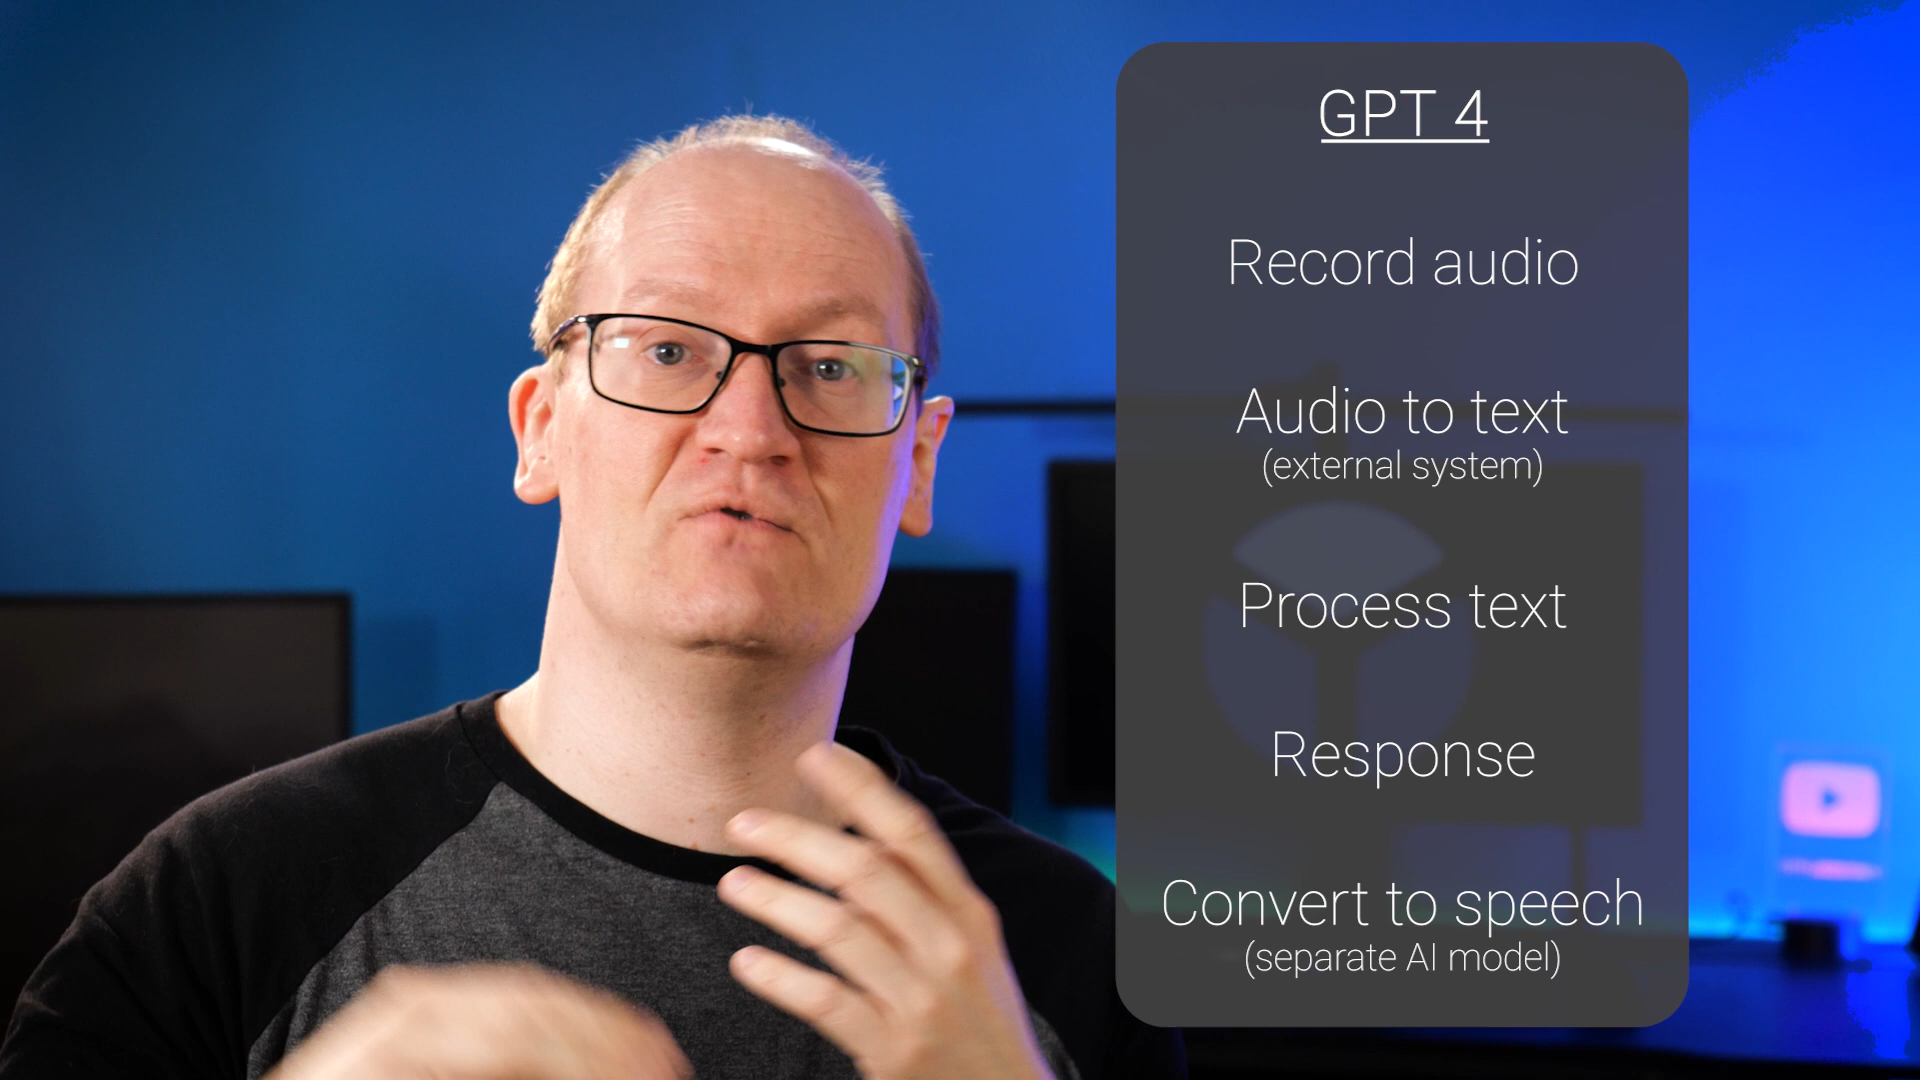 GPT 4
Record audio
Audio to text
(external system)
Process text
Response
Convert to speech
(separate AI model)